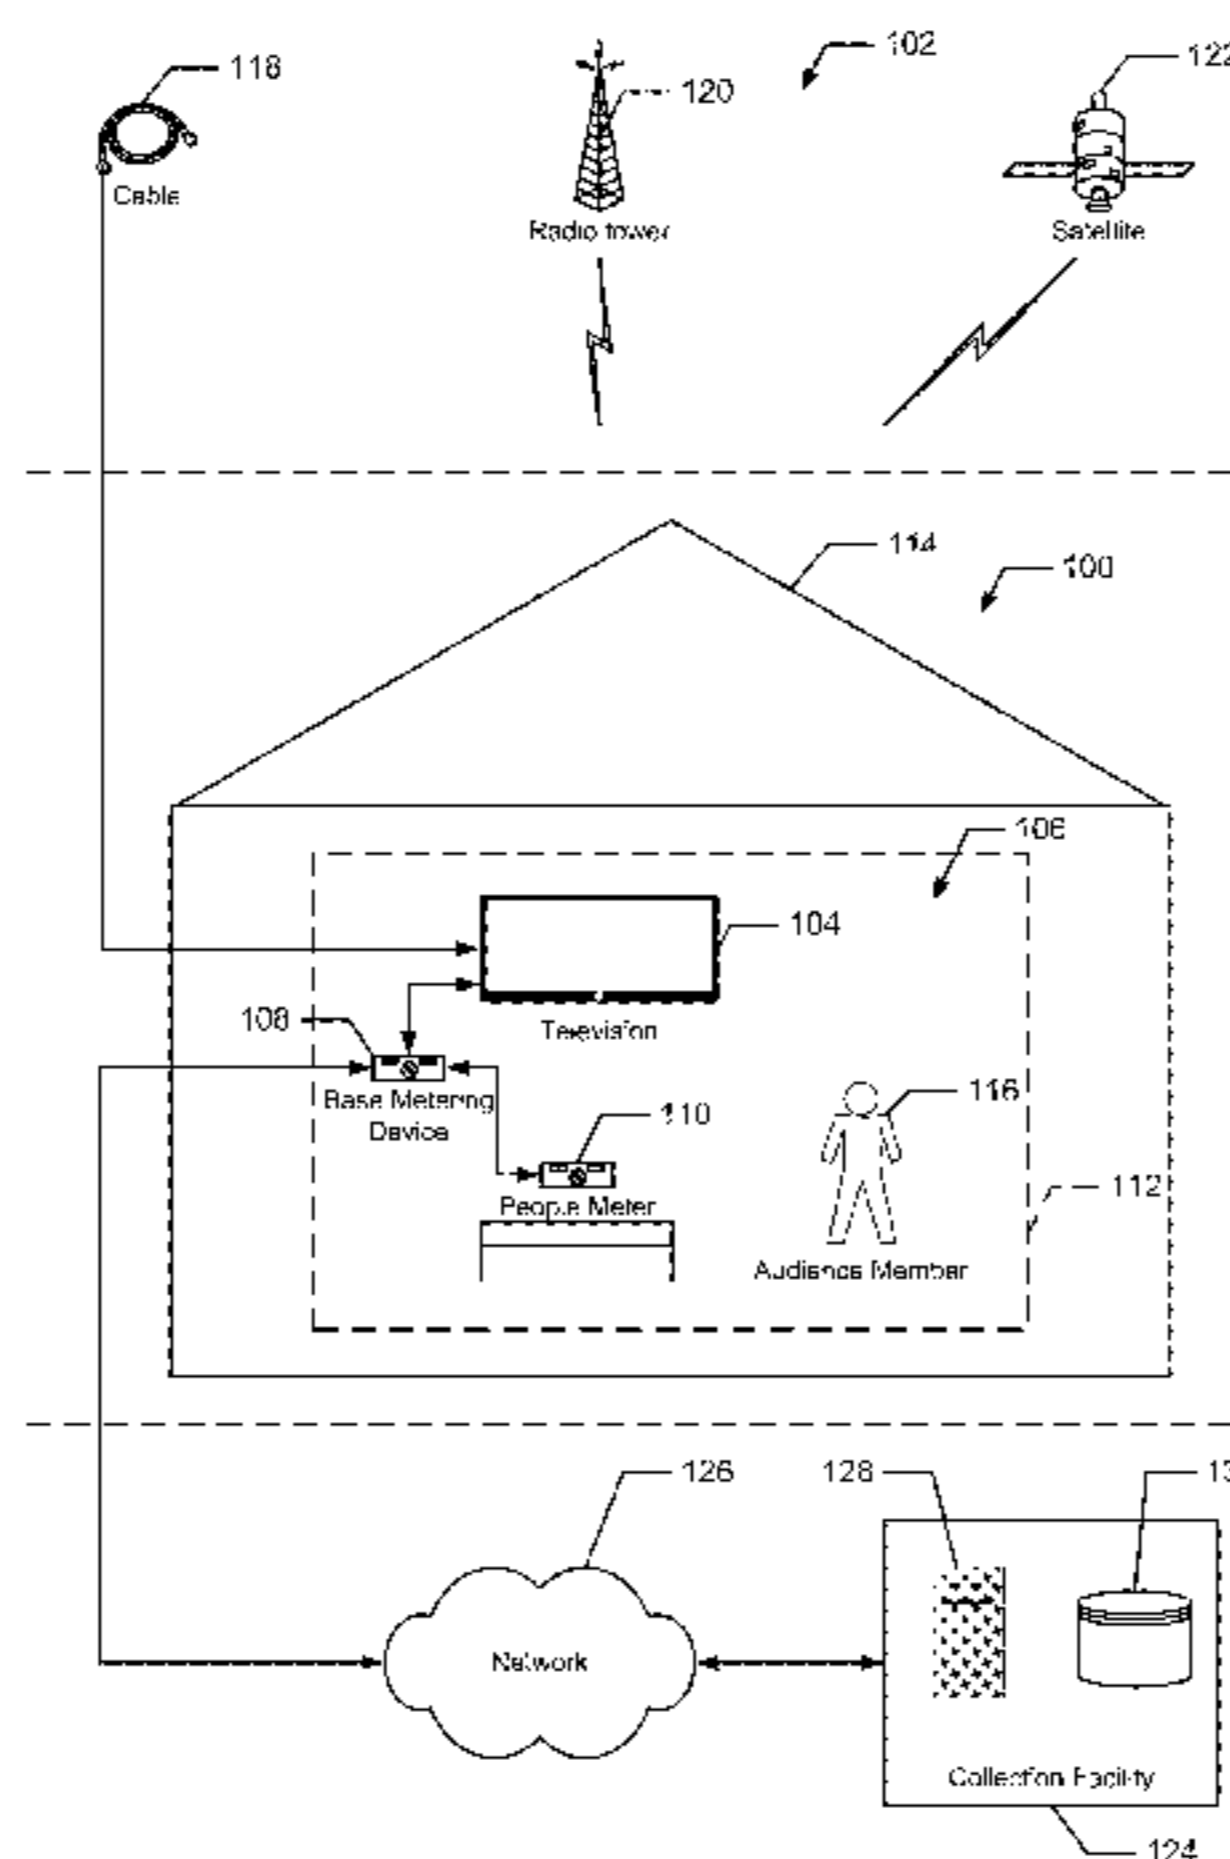 118
102
122
120
Cable
Radio tower
Satellite
114
100
106
104
108
Television
Base Metering
Device
110
116
People Meter
112
Audience Member
126
128
Network
Collection Facility
124